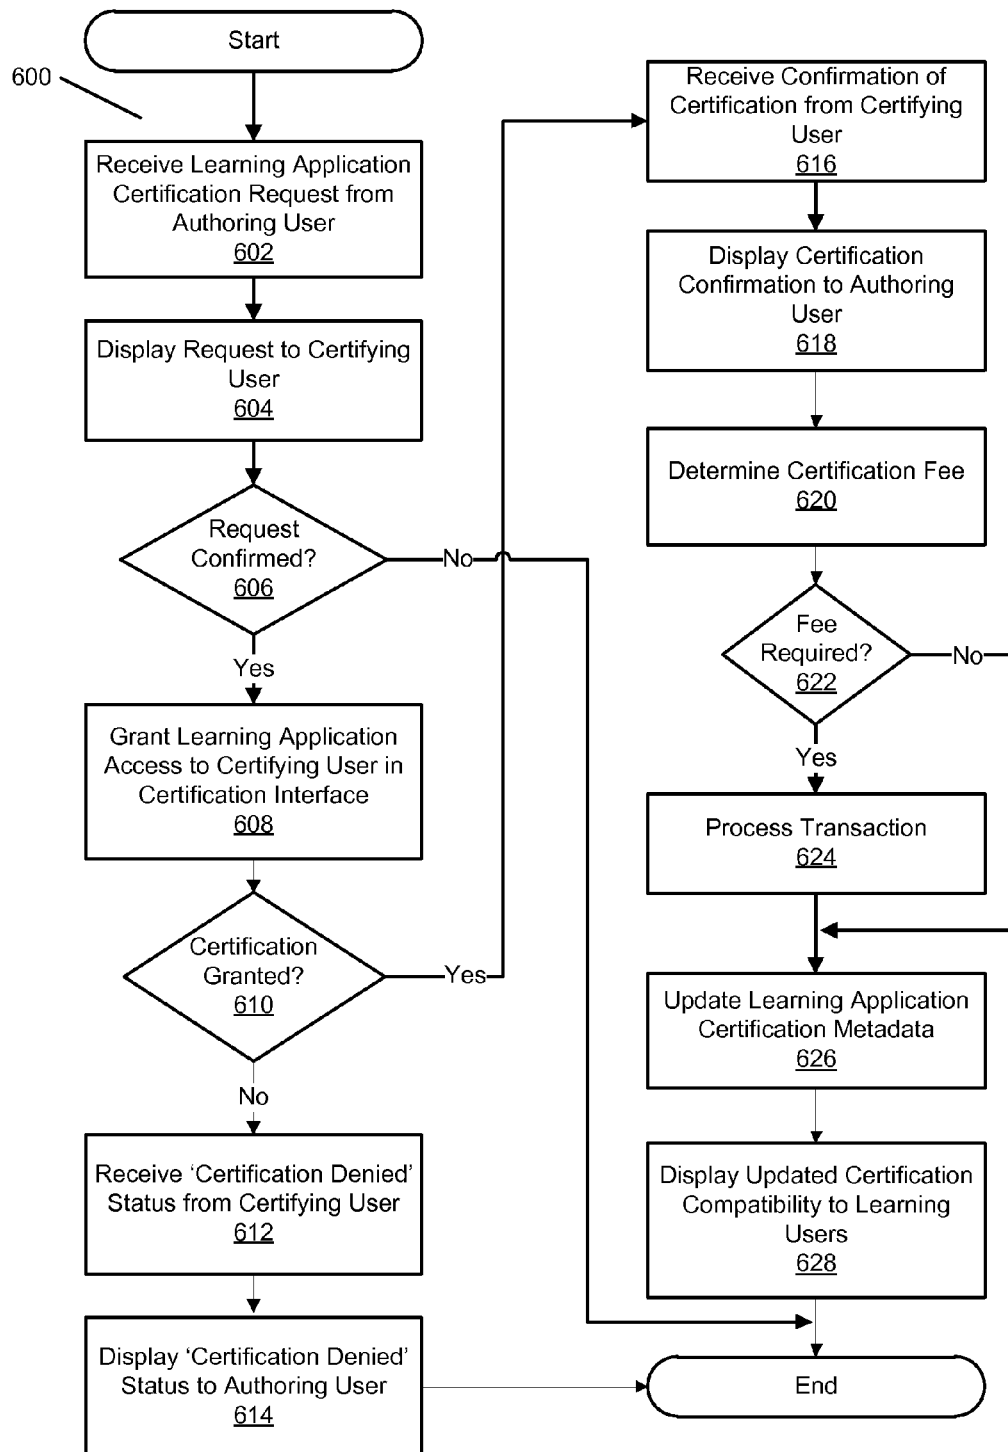 Start
600
Receive Learning Application
Certification Request from
Authoring User
602
Display Request to Certifying
User
604
Request
Confirmed?
606
No
Yes
Grant Learning Application
Access to Certifying User in
Certification Interface
608
Certification
Granted?
610
Yes
No
Receive ‘Certification Denied’
Status from Certifying User
612
Display ‘Certification Denied’
Status to Authoring User
614
Receive Confirmation of
Certification from Certifying
User
616
Display Certification
Confirmation to Authoring
User
618
Determine Certification Fee
620
Fee
Required?
622
No
Yes
Process Transaction
624
Update Learning Application
Certification Metadata
626
Display Updated Certification
Compatibility to Learning
Users
628
End